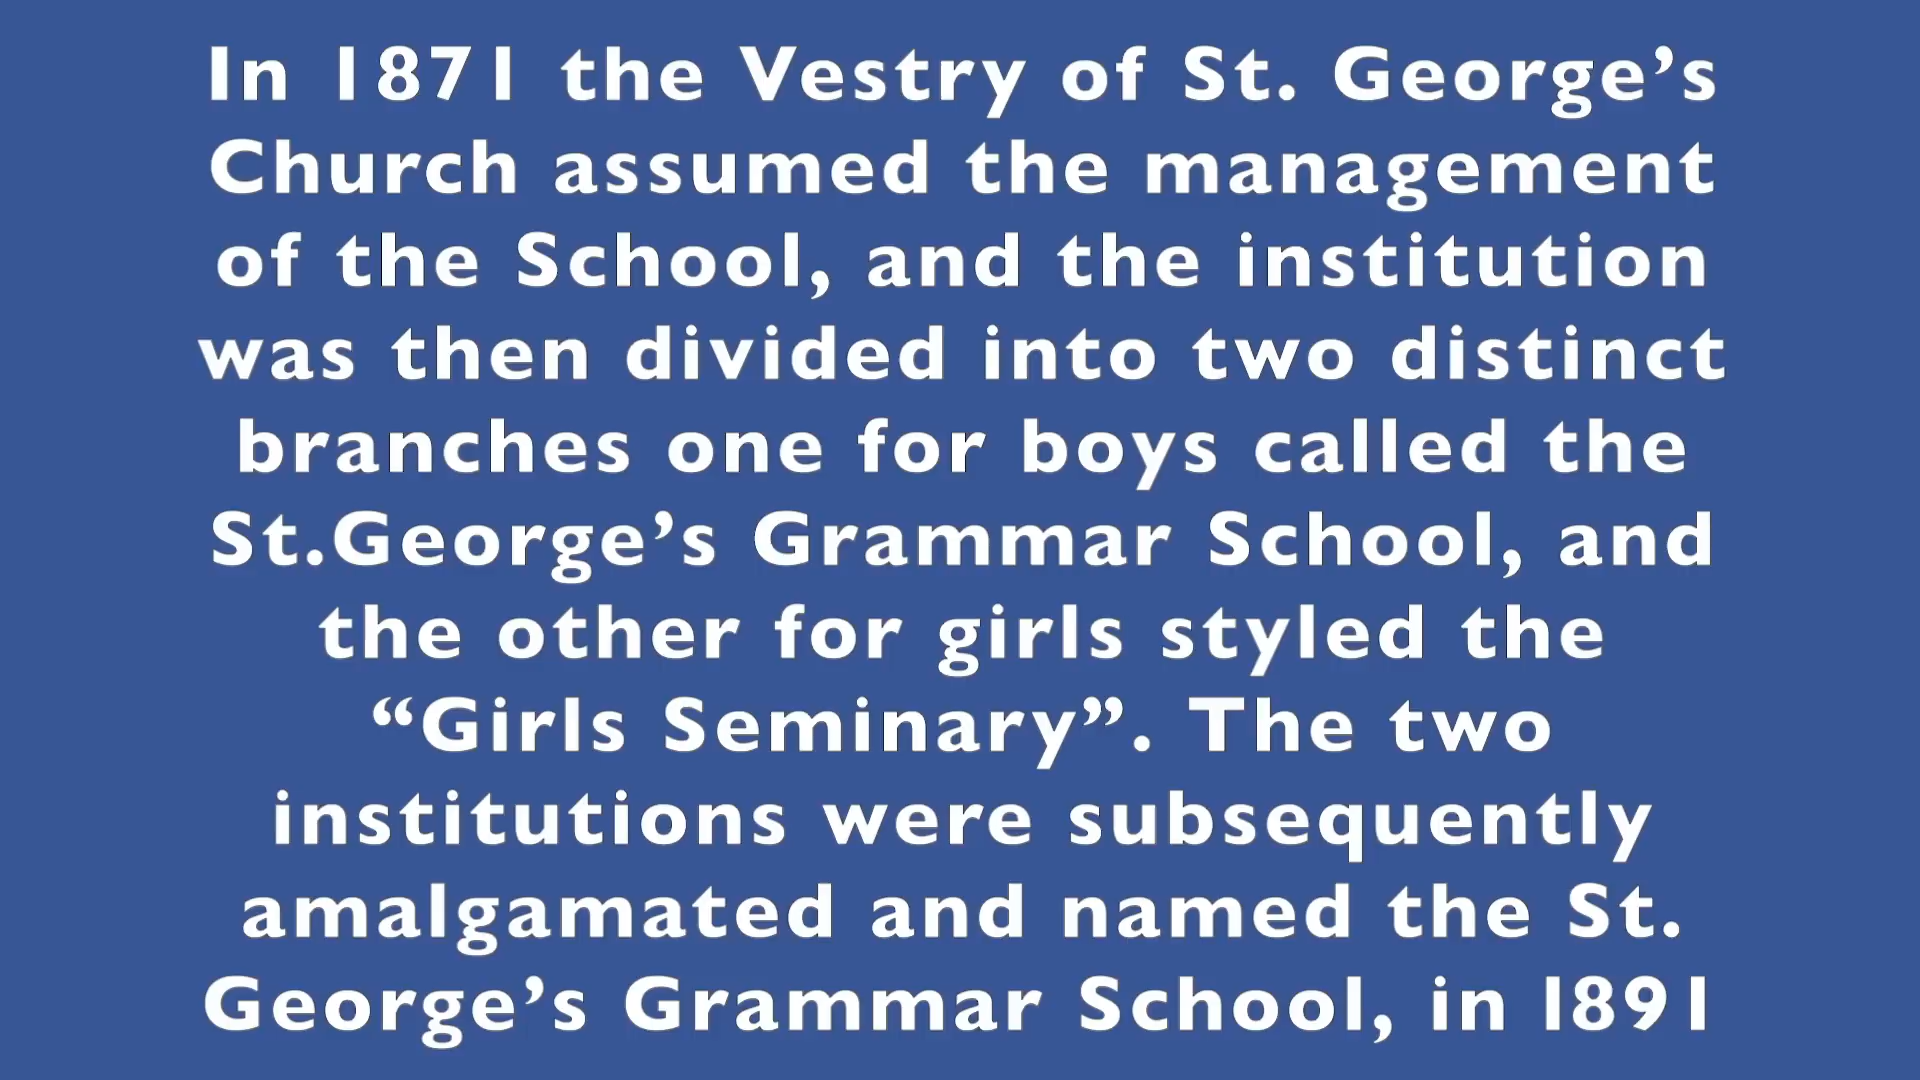 In 1871 the Vestry of St. George’s
Church assumed the management
of the School, and the institution
was then divided into two distinct
branches one for boys called the
St.George’s Grammar School, and
the other for girls styled the
“Girls Seminary”. The two
institutions were subsequently
amalgamated and named the St.
George’s Grammar School, in 1891